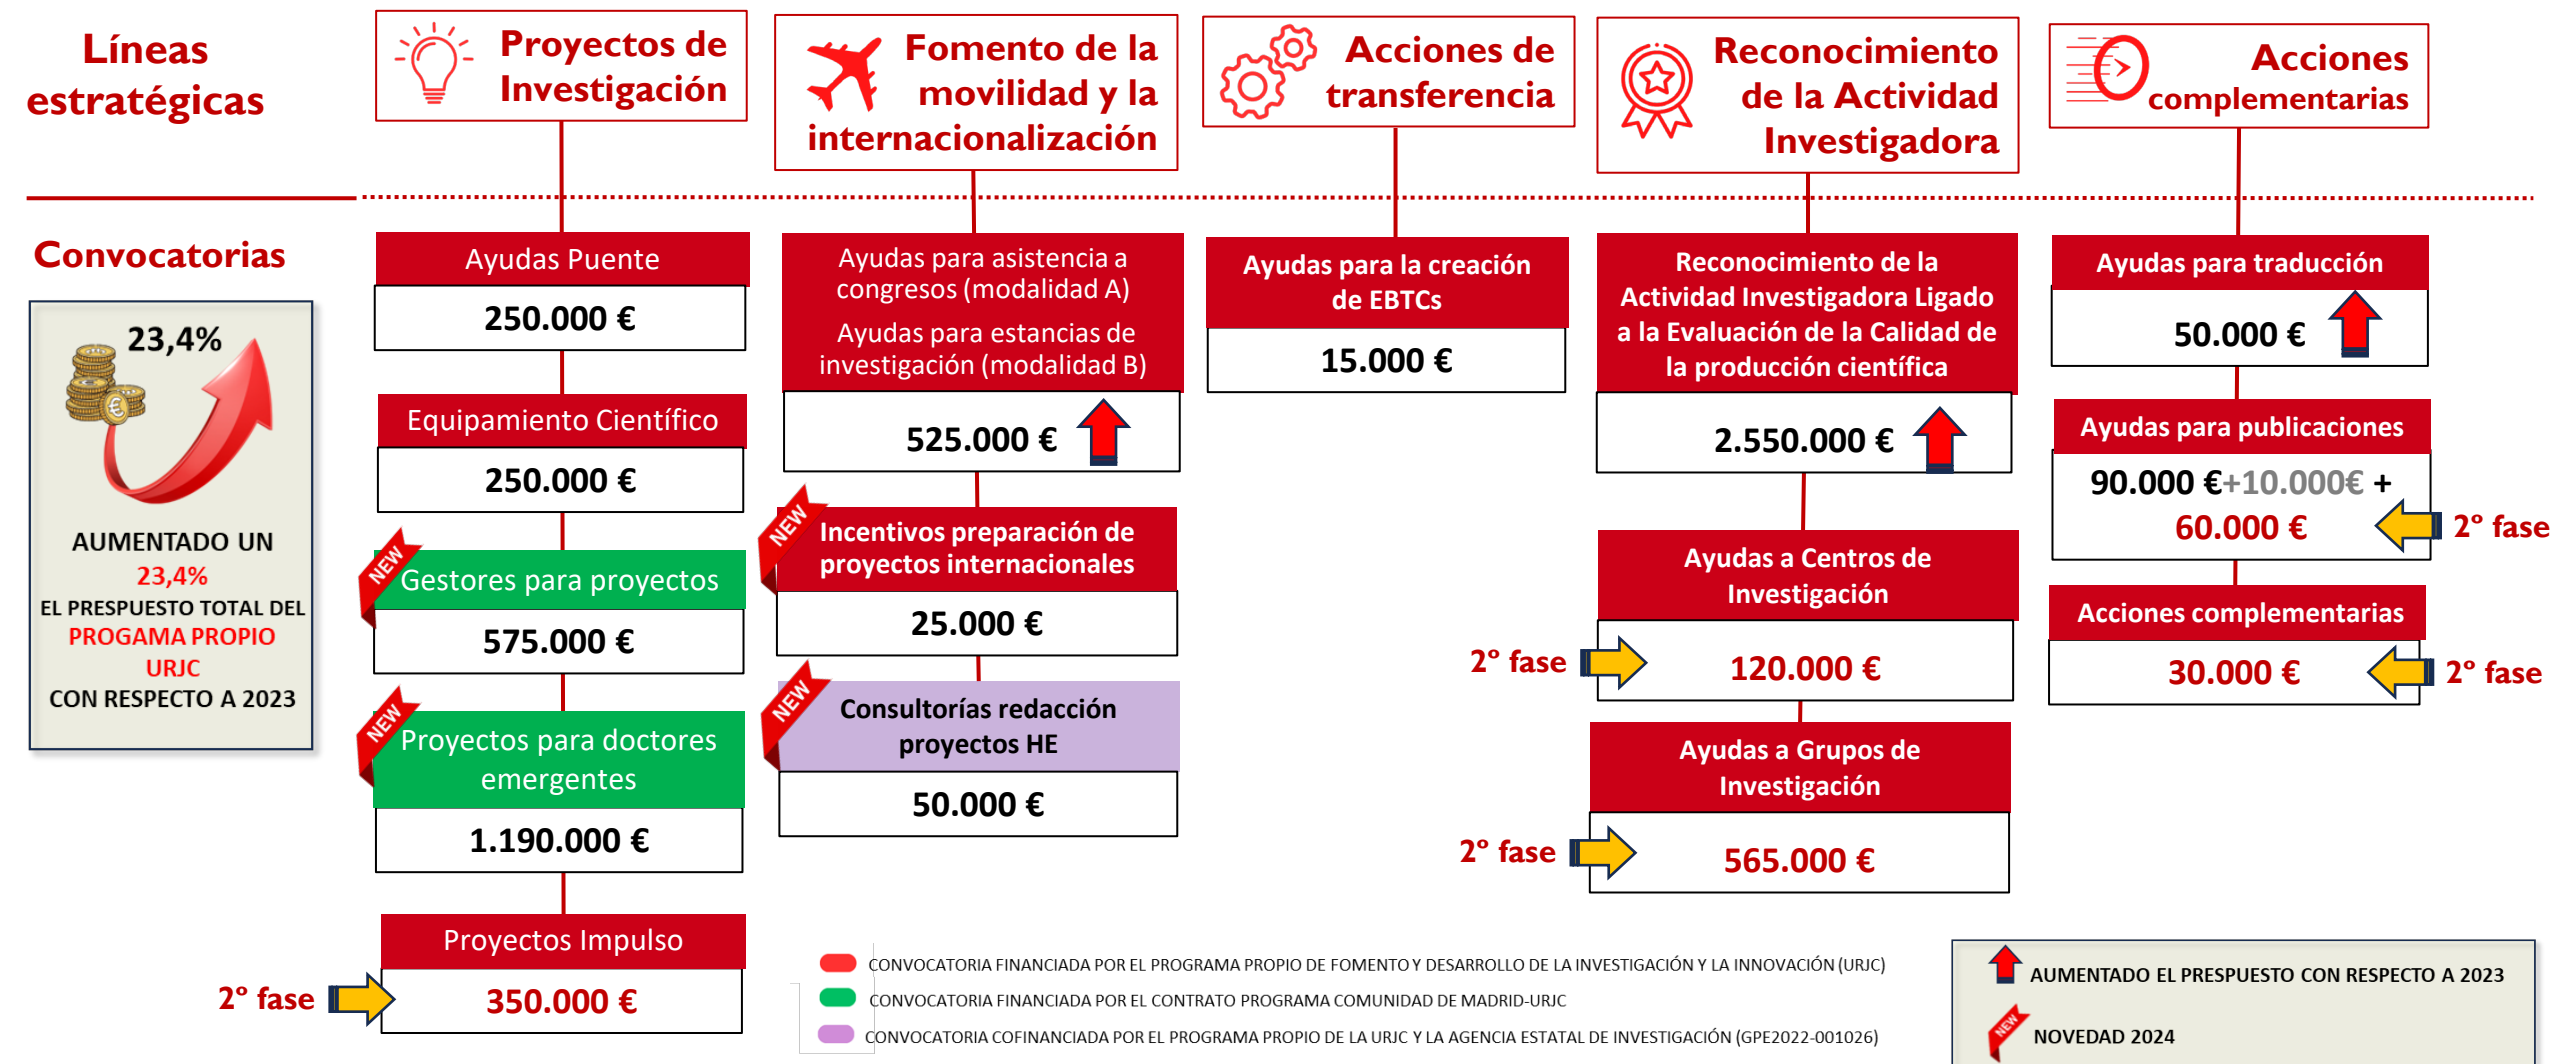 Líneas
estratégicas
Proyectos de
Investigación
Fomento de la
movilidad y la
internacionalización
Acciones de
transferencia
Reconocimiento
de la Actividad
Investigadora
Acciones
complementarias
Convocatorias
23,4%
AUMENTADO UN
23,4%
EL PRESPUESTO TOTAL DEL
PROGAMA PROPIO
URJC
CON RESPECTO A 2023
Ayudas Puente
250.000 €
Equipamiento Científico
250.000 €
NEW
Gestores para proyectos
575.000 €
NEW
Proyectos para doctores
emergentes
1.190.000 €
Proyectos Impulso
2º fase
350.000 €
Ayudas para asistencia a
congresos (modalidad A)
Ayudas para estancias de
investigación (modalidad B)
525.000 €
NEW
Incentivos preparación de
proyectos internacionales
25.000 €
NEW
Consultorías redacción
proyectos HE
50.000 €
Ayudas para la creación
de EBTCs
15.000 €
Reconocimiento de la
Actividad Investigadora Ligado
a la Evaluación de la Calidad de
la producción científica
2.550.000 €
Ayudas a Centros de
Investigación
2º fase
120.000 €
Ayudas a Grupos de
Investigación
2º fase
565.000 €
Ayudas para traducción
50.000 €
Ayudas para publicaciones
90.000 €+10.000€ +
60.000 €
2º fase
Acciones complementarias
30.000 €
2º fase
CONVOCATORIA FINANCIADA POR EL PROGRAMA PROPIO DE FOMENTO Y DESARROLLO DE LA INVESTIGACIÓN Y LA INNOVACIÓN (URJC)
CONVOCATORIA FINANCIADA POR EL CONTRATO PROGRAMA COMUNIDAD DE MADRID-URJC
CONVOCATORIA COFINANCIADA POR EL PROGRAMA PROPIO DE LA URJC Y LA AGENCIA ESTATAL DE INVESTIGACIÓN (GPE2022-001026)
AUMENTADO EL PRESPUESTO CON RESPECTO A 2023
NEW
NOVEDAD 2024